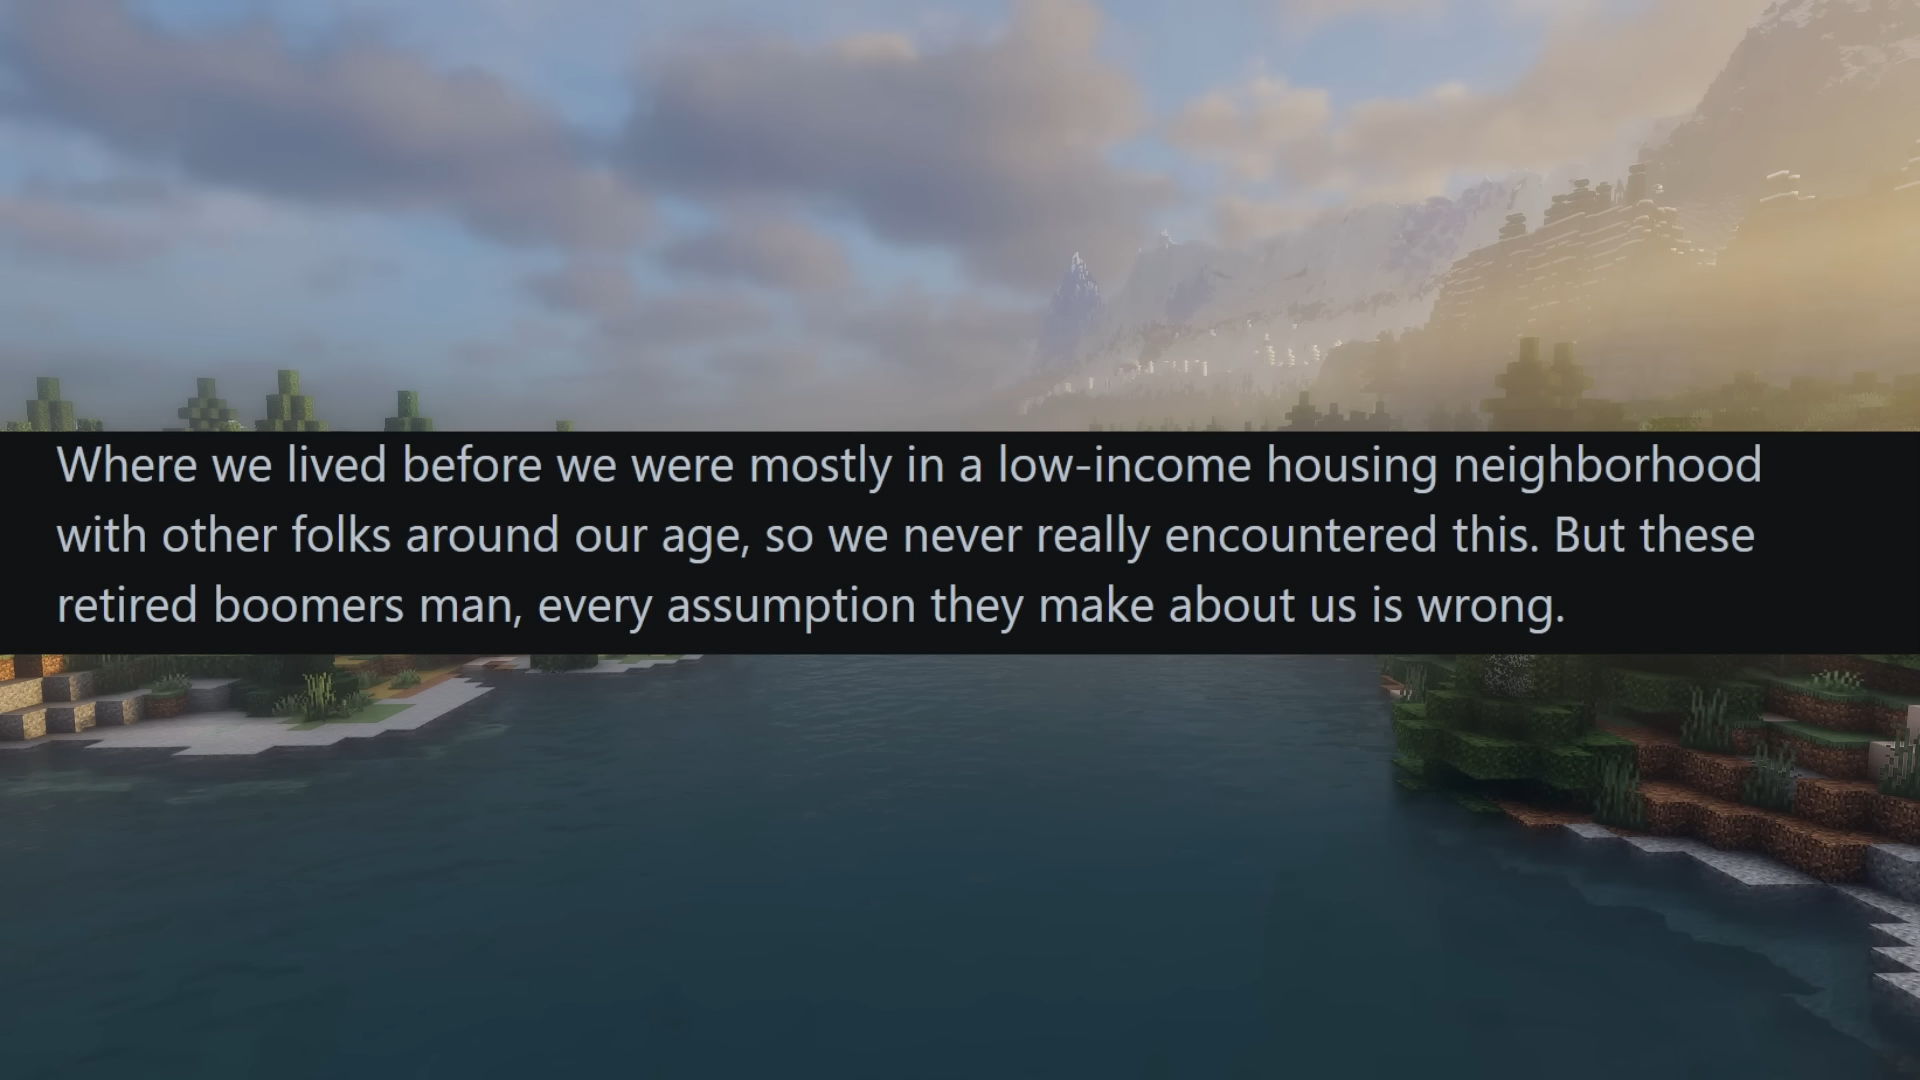 Where we lived before we were mostly in a low-income housing neighborhood
with other folks around our age, so we never really encountered this. But these
retired boomers man, every assumption they make about us is wrong.